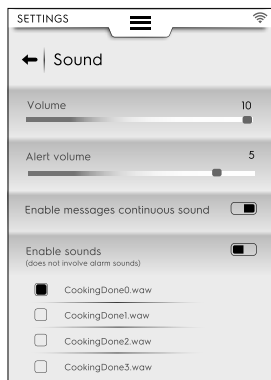 SETTINGS
Sound
Volume 10
Alert volume 5
Enable messages continuous sound
Enable sounds
(does not involve alarm sounds)
CookingDone0.waw
CookingDone1.waw
CookingDone2.waw
CookingDone3.waw